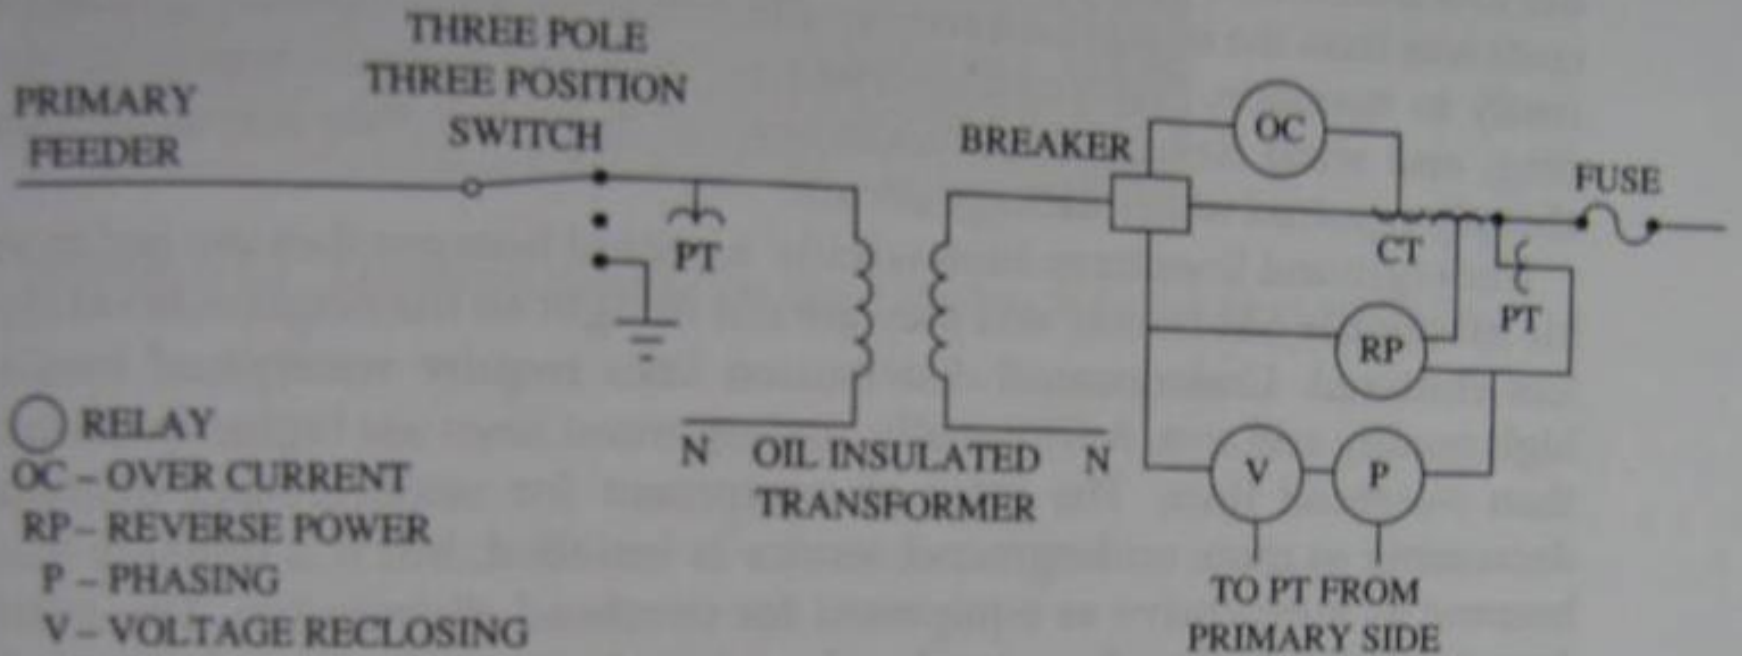 THREE POLE
THREE POSITION
SWITCH
PRIMARY
FEEDER
PT
BREAKER
OC
FUSE
CT
PT
RP
N OIL INSULATED N
TRANSFORMER
V
P
TO PT FROM
PRIMARY SIDE
RELAY
OC – OVER CURRENT
RP – REVERSE POWER
P – PHASING
V – VOLTAGE RECLOSING